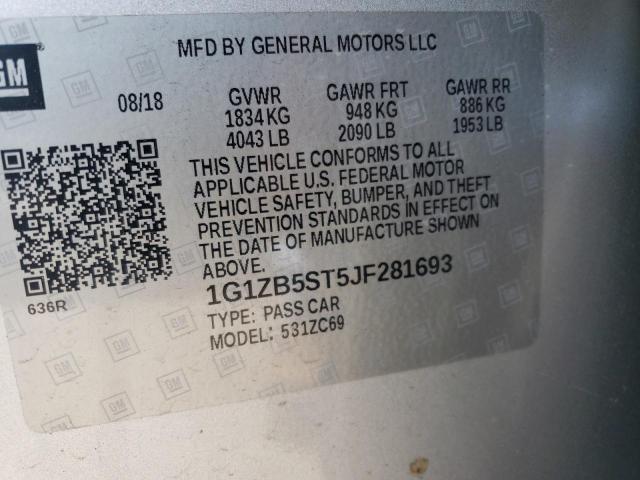 GM
MFD BY GENERAL MOTORS LLC
08/18 GVWR GAWR FRT GAWR RR
1834 KG 948 KG 886 KG
4043 LB 2090 LB 1953 LB
THIS VEHICLE CONFORMS TO ALL
APPLICABLE U.S. FEDERAL MOTOR
VEHICLE SAFETY, BUMPER, AND THEFT
PREVENTION STANDARDS IN EFFECT ON
THE DATE OF MANUFACTURE SHOWN
ABOVE.
636R
1G1ZB5ST5JF281693
TYPE: PASS CAR
MODEL: 531ZC69